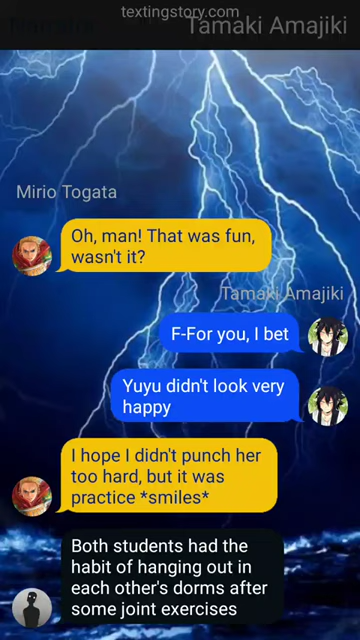 textingstory.com
Narrator
Tamaki Amajiki
Mirio Togata
Oh, man! That was fun,
wasn't it?
Tamaki Amajiki
F-For you, I bet
Yuyu didn't look very
happy
I hope I didn't punch her
too hard, but it was
practice *smiles*
Both students had the
habit of hanging out in
each other's dorms after
some joint exercises